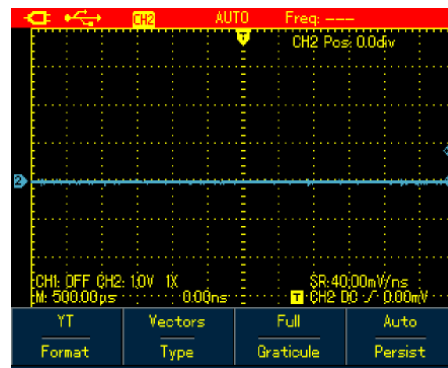 CH2 AUTO Freq: ----
T
CH2 Pos: 0.0div
2
CH1: OFF CH2: 1.0V 1X SR:40.00mV/ns
M: 500.00µs 0.00ns T CH2 DC 0.00mV
YT Vectors Full Auto
Format Type Graticule Persist